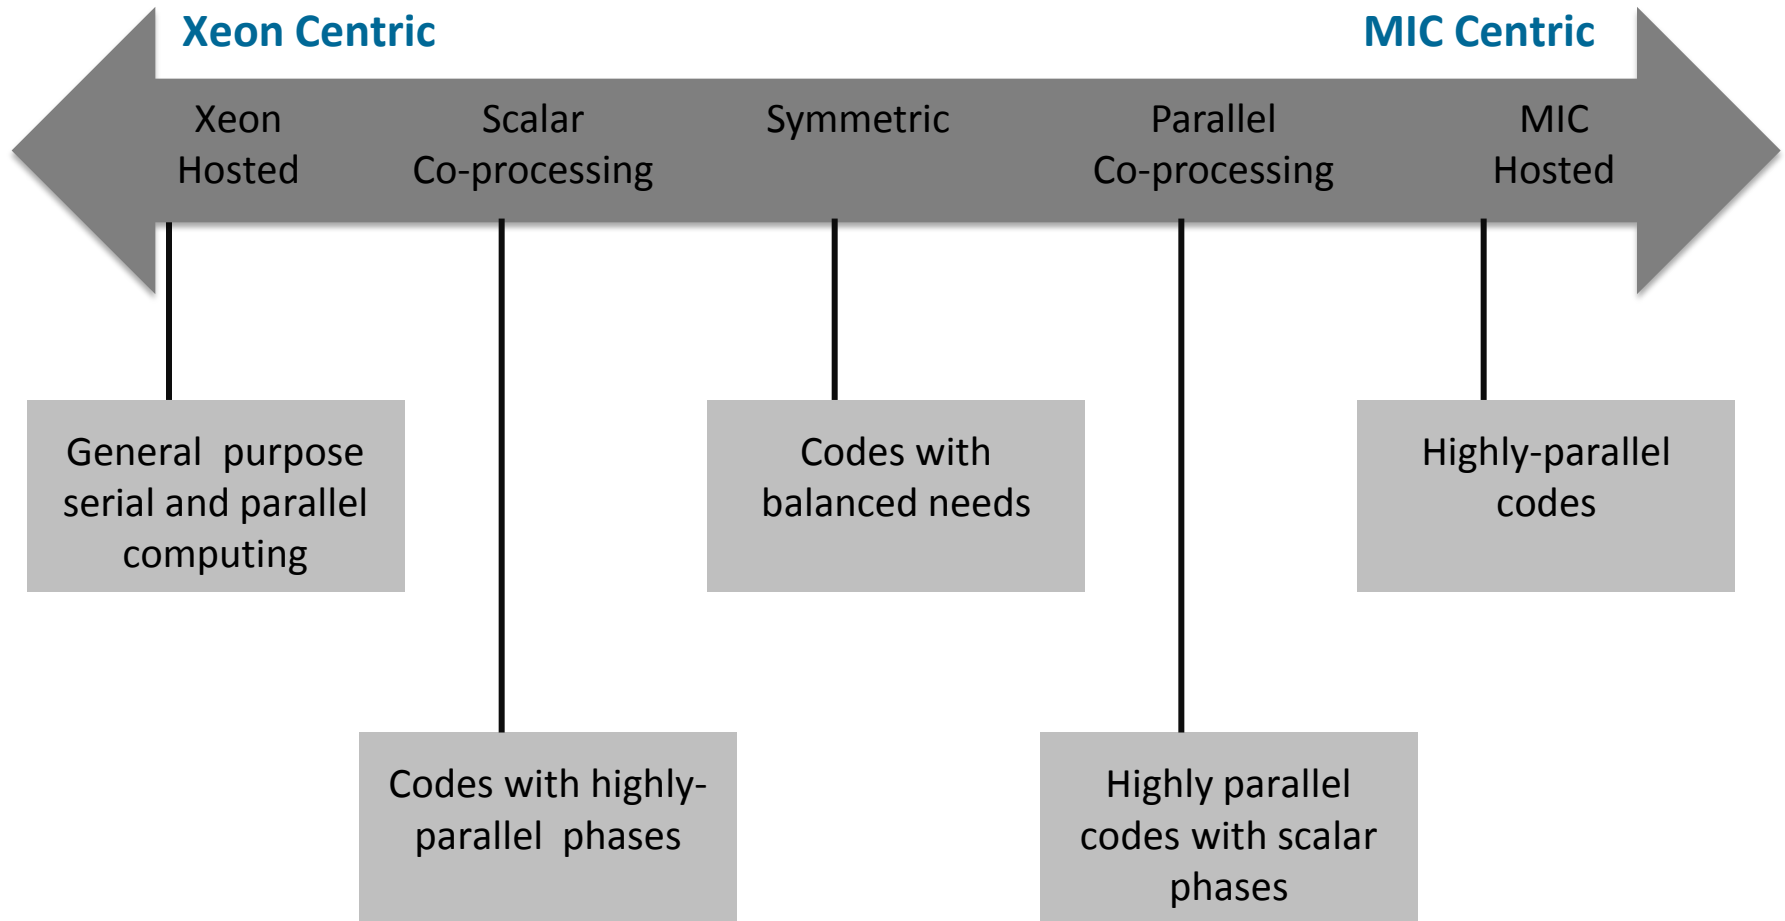 Xeon Centric
MIC Centric
Xeon
Hosted
Scalar
Co-processing
Symmetric
Parallel
Co-processing
MIC
Hosted
General  purpose
serial and parallel
computing
Codes with
balanced needs
Highly-parallel
codes
Codes with highly-
parallel  phases
Highly parallel
codes with scalar
phases